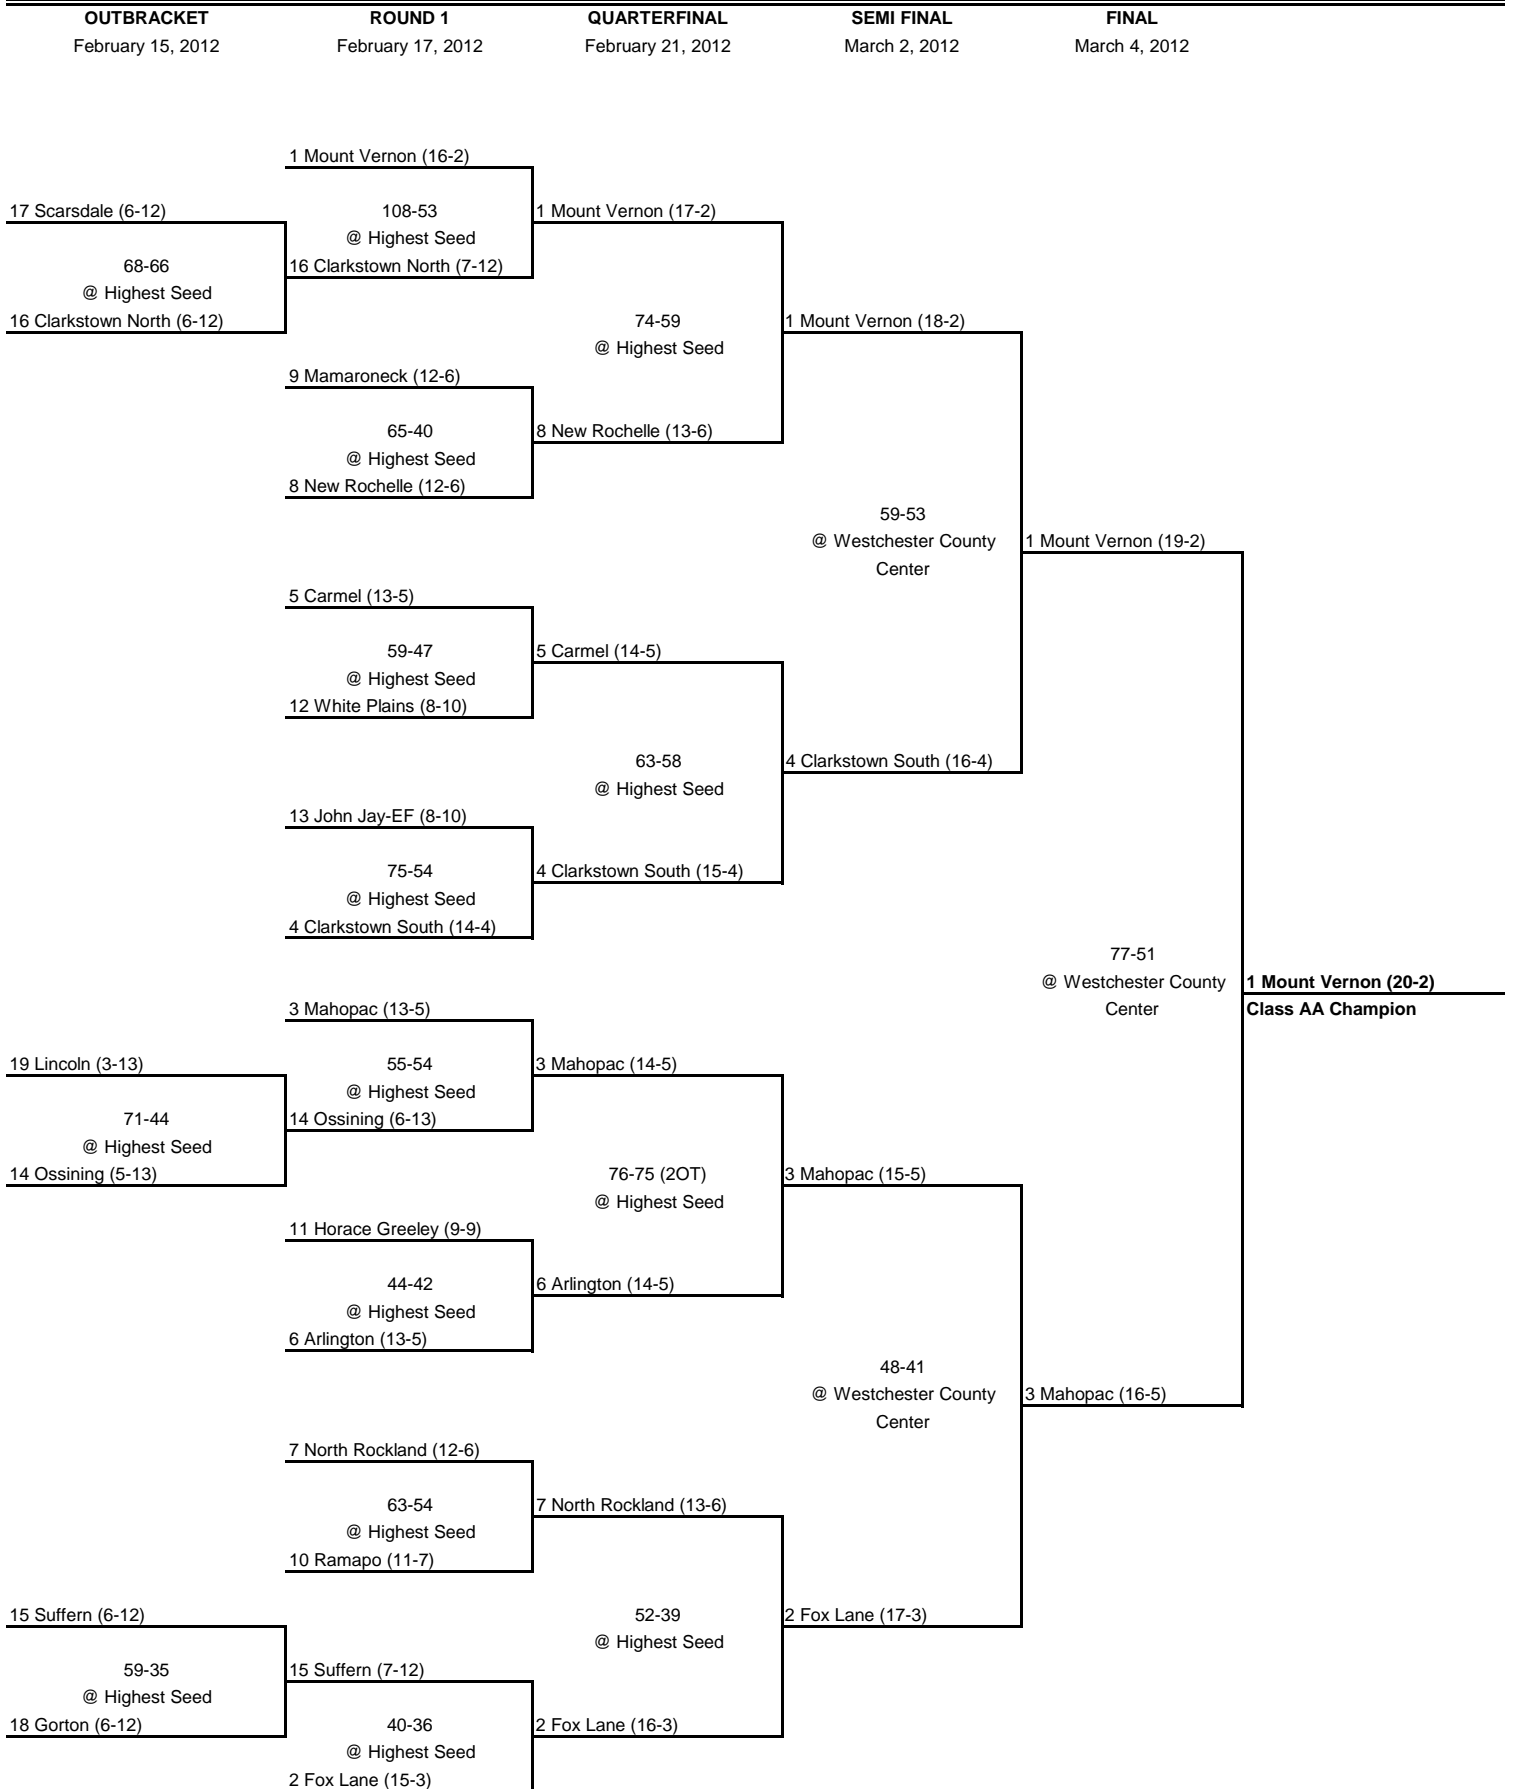 OUTBRACKET ROUND 1 QUARTERFINAL SEMI FINAL FINAL
February 15, 2012 February 17, 2012 February 21, 2012 March 2, 2012 March 4, 2012
1 Mount Vernon (16-2)
17 Scarsdale (6-12) 108-53 1 Mount Vernon (17-2)
@ Highest Seed
68-66 16 Clarkstown North (7-12)
@ Highest Seed
16 Clarkstown North (6-12) 74-59 1 Mount Vernon (18-2)
@ Highest Seed
9 Mamaroneck (12-6)
65-40 8 New Rochelle (13-6)
@ Highest Seed
8 New Rochelle (12-6)
59-53
@ Westchester County 1 Mount Vernon (19-2)
Center
5 Carmel (13-5)
59-47 5 Carmel (14-5)
@ Highest Seed
12 White Plains (8-10)
63-58 4 Clarkstown South (16-4)
@ Highest Seed
13 John Jay-EF (8-10)
75-54 4 Clarkstown South (15-4)
@ Highest Seed
4 Clarkstown South (14-4)
77-51
@ Westchester County 1 Mount Vernon (20-2)
3 Mahopac (13-5) Center Class AA Champion
19 Lincoln (3-13) 55-54 3 Mahopac (14-5)
@ Highest Seed
71-44 14 Ossining (6-13)
@ Highest Seed
14 Ossining (5-13) 76-75 (2OT) 3 Mahopac (15-5)
@ Highest Seed
11 Horace Greeley (9-9)
44-42 6 Arlington (14-5)
@ Highest Seed
6 Arlington (13-5)
48-41
@ Westchester County 3 Mahopac (16-5)
Center
7 North Rockland (12-6)
63-54 7 North Rockland (13-6)
@ Highest Seed
10 Ramapo (11-7)
15 Suffern (6-12) 52-39 2 Fox Lane (17-3)
@ Highest Seed
59-35 15 Suffern (7-12)
@ Highest Seed
18 Gorton (6-12) 40-36 2 Fox Lane (16-3)
@ Highest Seed
2 Fox Lane (15-3)